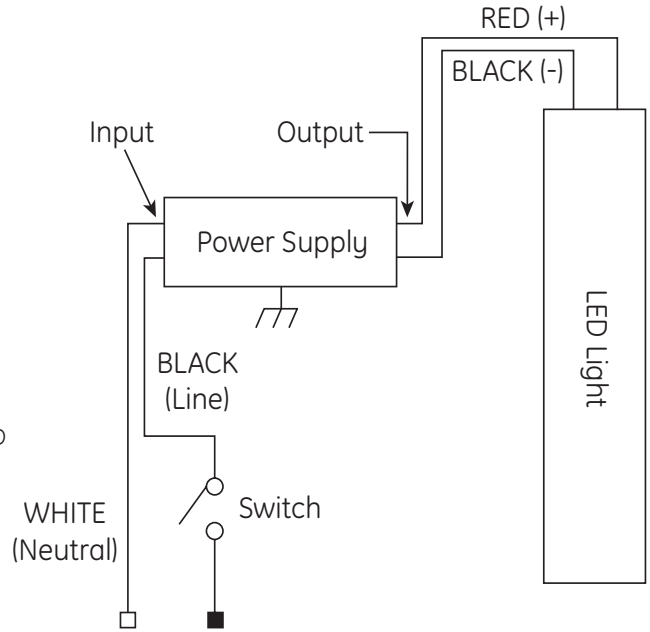 RED (+)
BLACK (-)
Input
Output
Power Supply
LED Light
BLACK
(Line)
Switch
WHITE
(Neutral)